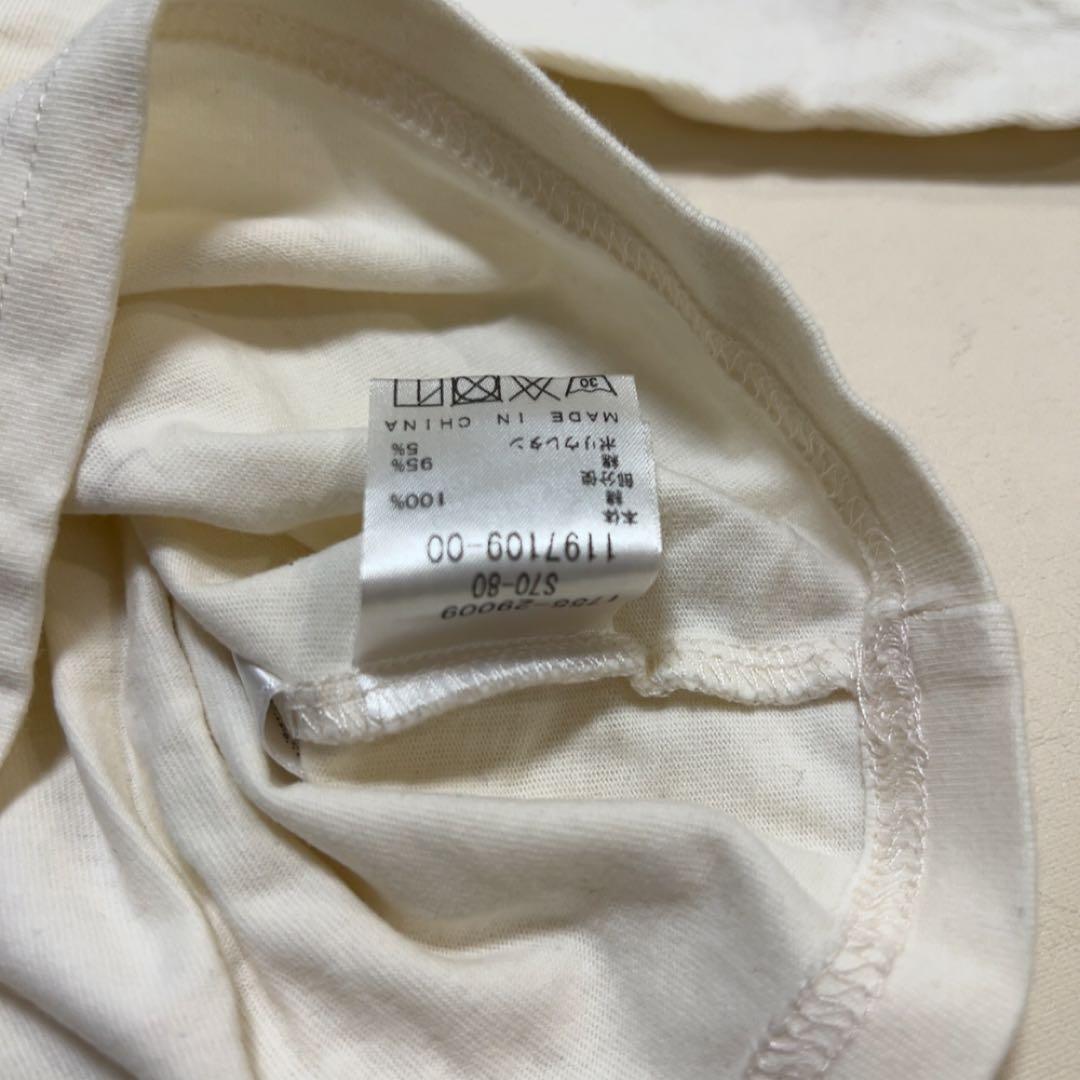 S70-80
1197109-00
本体
綿 100%
部分使
綿 95%
ポリウレタン 5%
MADE IN CHINA
30